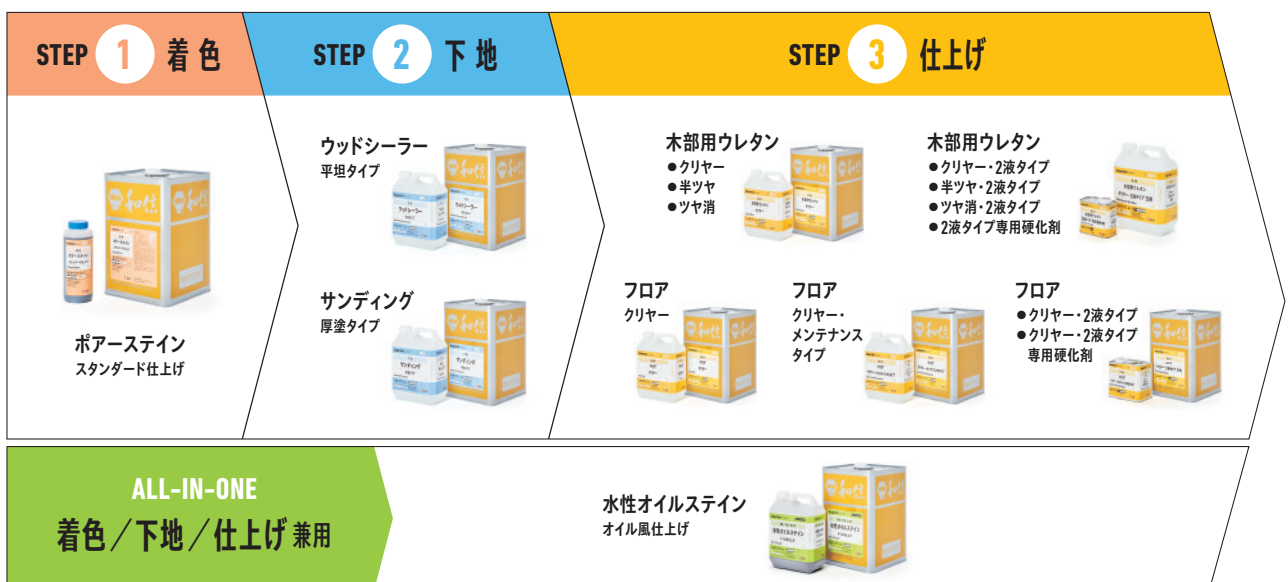 STEP 1 着色
STEP 2 下地
STEP 3 仕上げ
ポアーステイン
スタンダード仕上げ
ウッドシーラー
平坦タイプ
サンディング
厚塗タイプ
木部用ウレタン
●クリヤー
●半ツヤ
●ツヤ消
木部用ウレタン
●クリヤー・2液タイプ
●半ツヤ・2液タイプ
●ツヤ消・2液タイプ
●2液タイプ専用硬化剤
フロア
クリヤー
フロア
クリヤー・
メンテナンス
タイプ
フロア
●クリヤー・2液タイプ
●クリヤー・2液タイプ
専用硬化剤
ALL-IN-ONE
着色/下地/仕上げ 兼用
水性オイルステイン
オイル風仕上げ